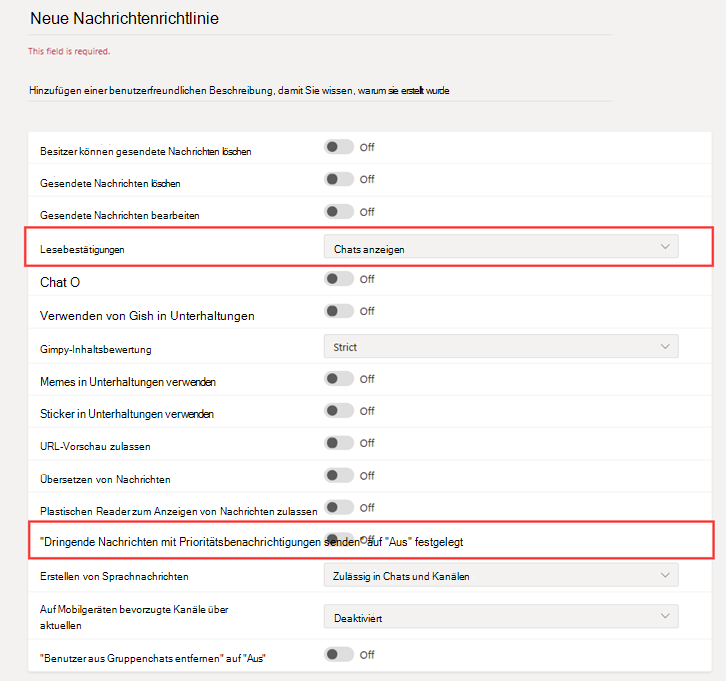 Neue Nachrichtenrichtlinie
This field is required.
Hinzufügen einer benutzerfreundlichen Beschreibung, damit Sie wissen, warum sie erstellt wurde
Besitzer können gesendete Nachrichten löschen Off
Gesendete Nachrichten löschen Off
Gesendete Nachrichten bearbeiten Off
Lesebestätigungen Chats anzeigen
Chat O Off
Verwenden von Gish in Unterhaltungen Off
Gimpy-Inhaltsbewertung Strict
Memes in Unterhaltungen verwenden Off
Sticker in Unterhaltungen verwenden Off
URL-Vorschau zulassen Off
Übersetzen von Nachrichten Off
Plastischen Reader zum Anzeigen von Nachrichten zulassen Off
"Dringende Nachrichten mit Prioritätsbenachrichtigungen senden" auf "Aus" festgelegt Off
Erstellen von Sprachnachrichten Zulässig in Chats und Kanälen
Auf Mobilgeräten bevorzugte Kanäle über
aktuellen Deaktiviert
"Benutzer aus Gruppenchats entfernen" auf "Aus" Off